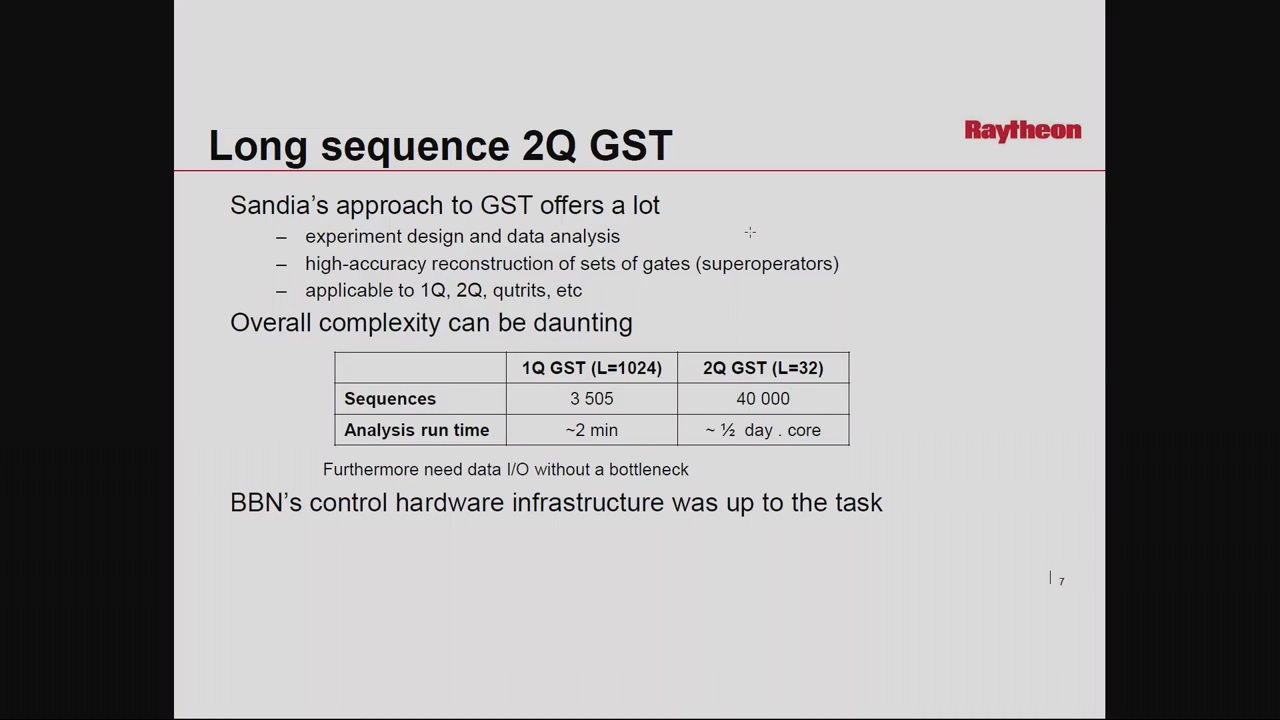 Long sequence 2Q GST
Raytheon
Sandia’s approach to GST offers a lot
– experiment design and data analysis
– high-accuracy reconstruction of sets of gates (superoperators)
– applicable to 1Q, 2Q, qutrits, etc
Overall complexity can be daunting
1Q GST (L=1024) 2Q GST (L=32)
Sequences 3 505 40 000
Analysis run time ~2 min ~ ½ day . core
Furthermore need data I/O without a bottleneck
BBN’s control hardware infrastructure was up to the task
| 7